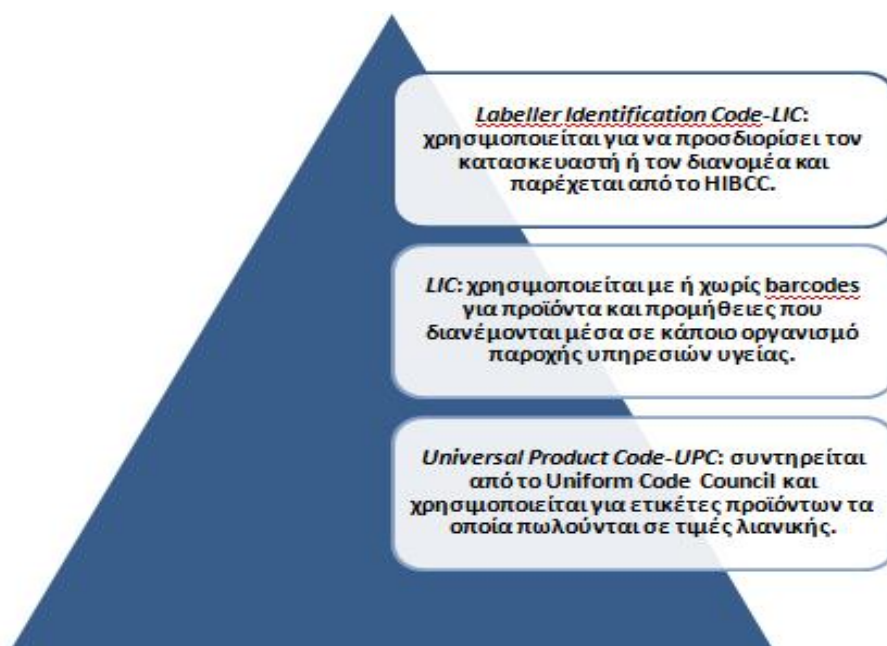 Labeller Identification Code-LIC:
χρησιμοποιείται για να προσδιορίσει τον
κατασκευαστή ή τον διανομέα και
παρέχεται από το HIBCC.
LIC: χρησιμοποιείται με ή χωρίς barcodes
για προϊόντα και προμήθειες που
διανέμονται μέσα σε κάποιο οργανισμό
παροχής υπηρεσιών υγείας.
Universal Product Code-UPC: συντηρείται
από το Uniform Code Council και
χρησιμοποιείται για ετικέτες προϊόντων τα
οποία πωλούνται σε τιμές λιανικής.